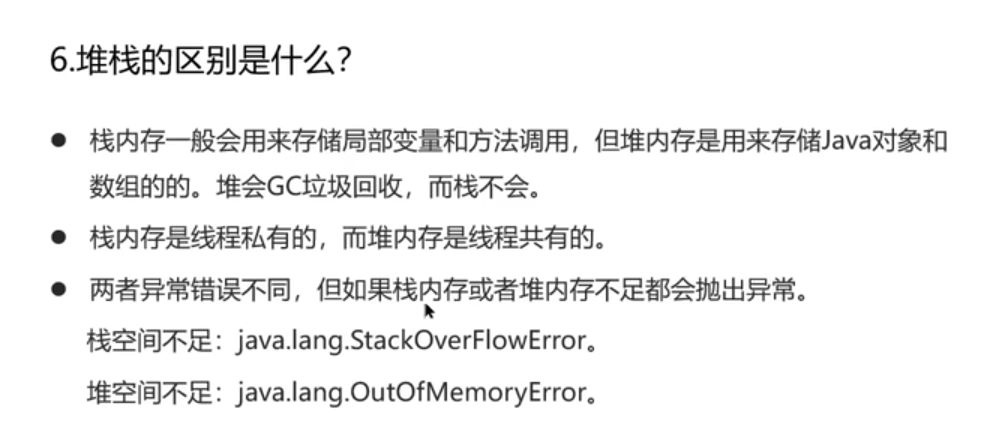 6.堆栈的区别是什么？
● 栈内存一般会用来存储局部变量和方法调用，但堆内存是用来存储Java对象和
数组的的。堆会GC垃圾回收，而栈不会。
● 栈内存是线程私有的，而堆内存是线程共有的。
● 两者异常错误不同，但如果栈内存或者堆内存不足都会抛出异常。
栈空间不足：java.lang.StackOverFlowError。
堆空间不足：java.lang.OutOfMemoryError。